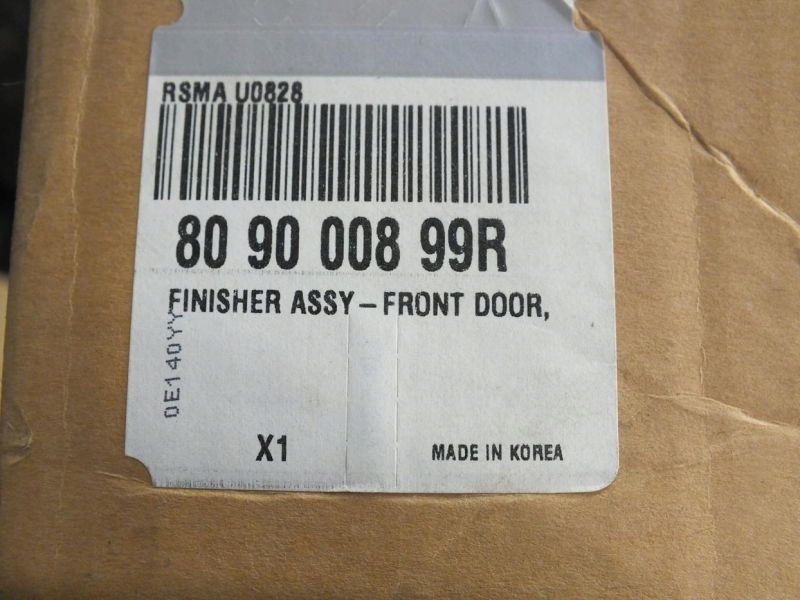 RSMA U0828
80 90 008 99R
FINISHER ASSY-FRONT DOOR,
0E140YY
X1
MADE IN KOREA